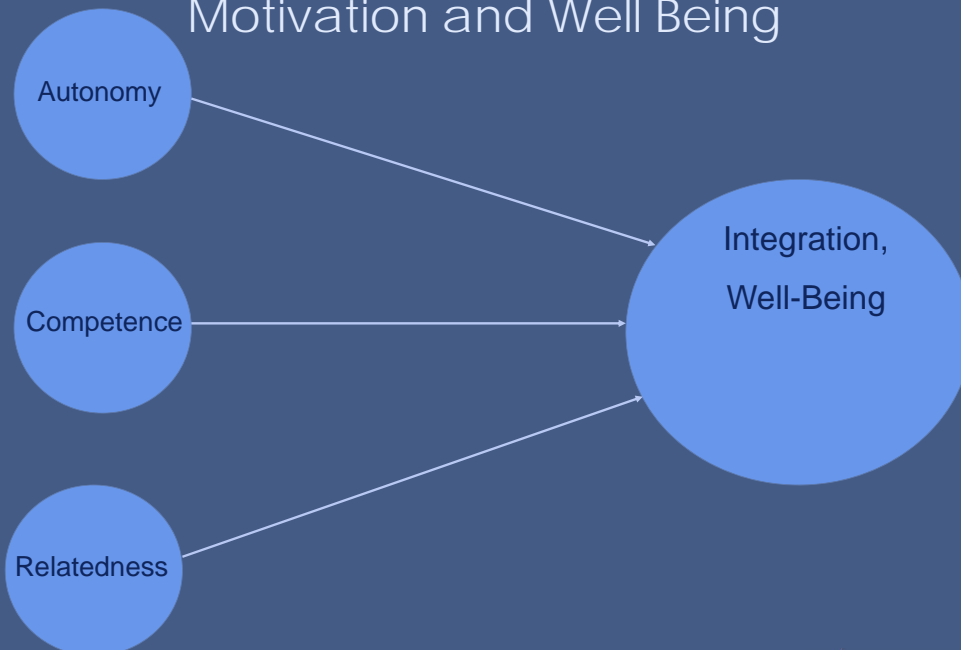 Motivation and Well Being
Autonomy
Integration,
Well-Being
Competence
Relatedness